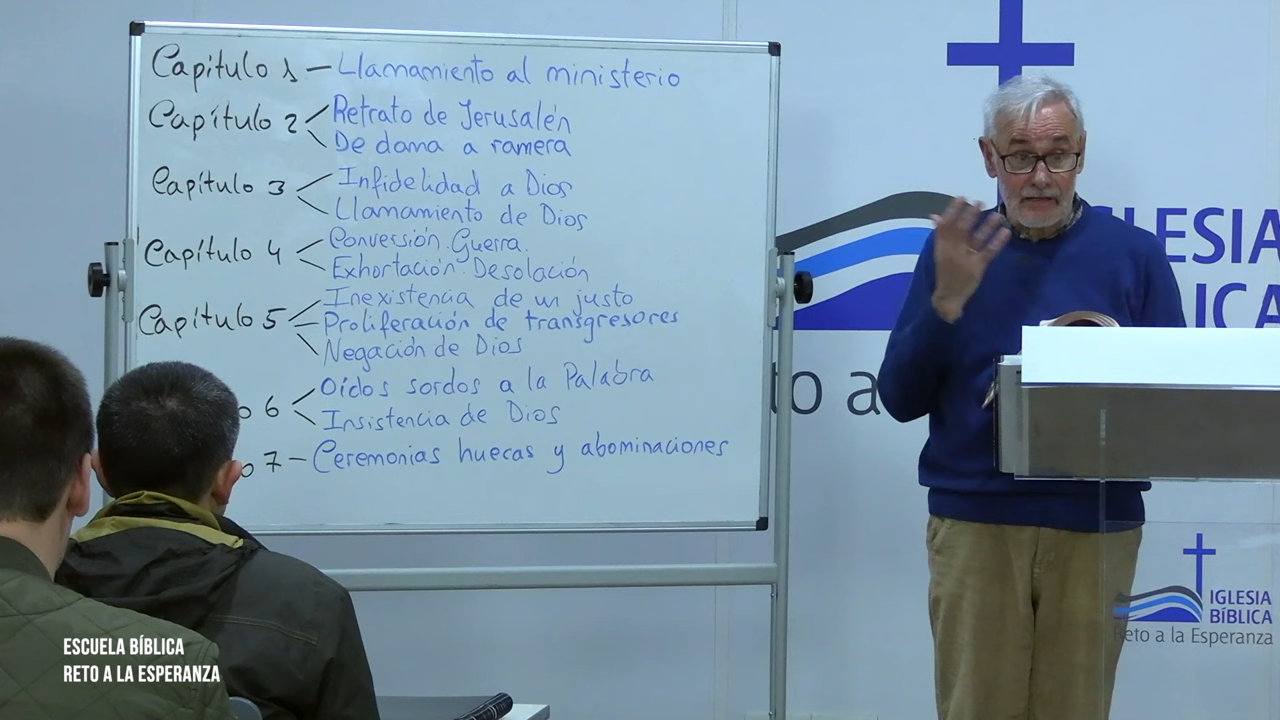 Capítulo 1 — Llamamiento al ministerio
Capítulo 2 Retrato de Jerusalén
De dama a ramera
Capítulo 3 Infidelidad a Dios
Llamamiento de Dios
Capítulo 4 Conversión. Guerra.
Exhortación. Desolación
Capítulo 5 Inexistencia de un justo
Proliferación de transgresores
Negación de Dios
o 6 Oídos sordos a la Palabra
Insistencia de Dios
o 7 — Ceremonias huecas y abominaciones
GLESIA
ICA
to a
IGLESIA
BÍBLICA
Reto a la Esperanza
ESCUELA BÍBLICA
RETO A LA ESPERANZA